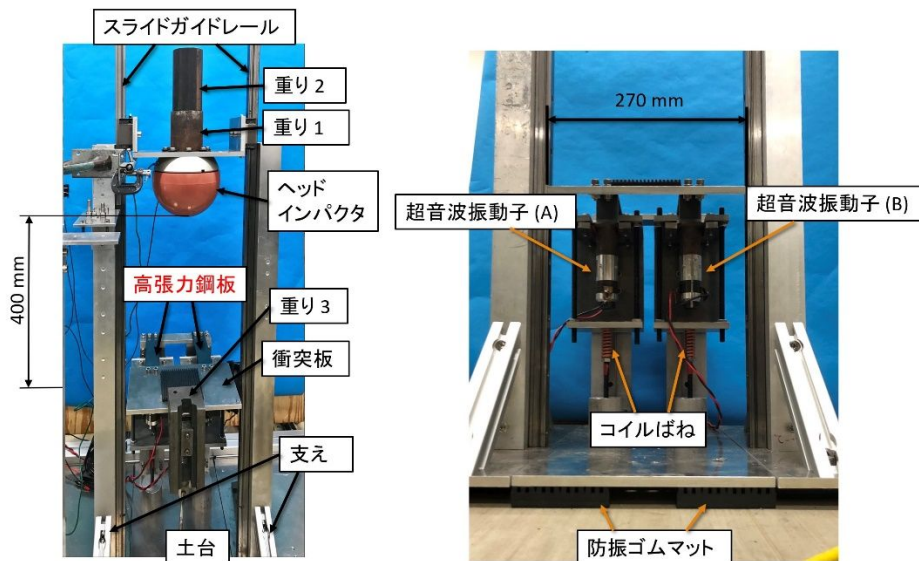 スライドガイドレール
重り 2
重り 1
ヘッド
インパクタ
400 mm
高張力鋼板
重り 3
衝突板
支え
土台
270 mm
超音波振動子 (A)
超音波振動子 (B)
コイルばね
防振ゴムマット